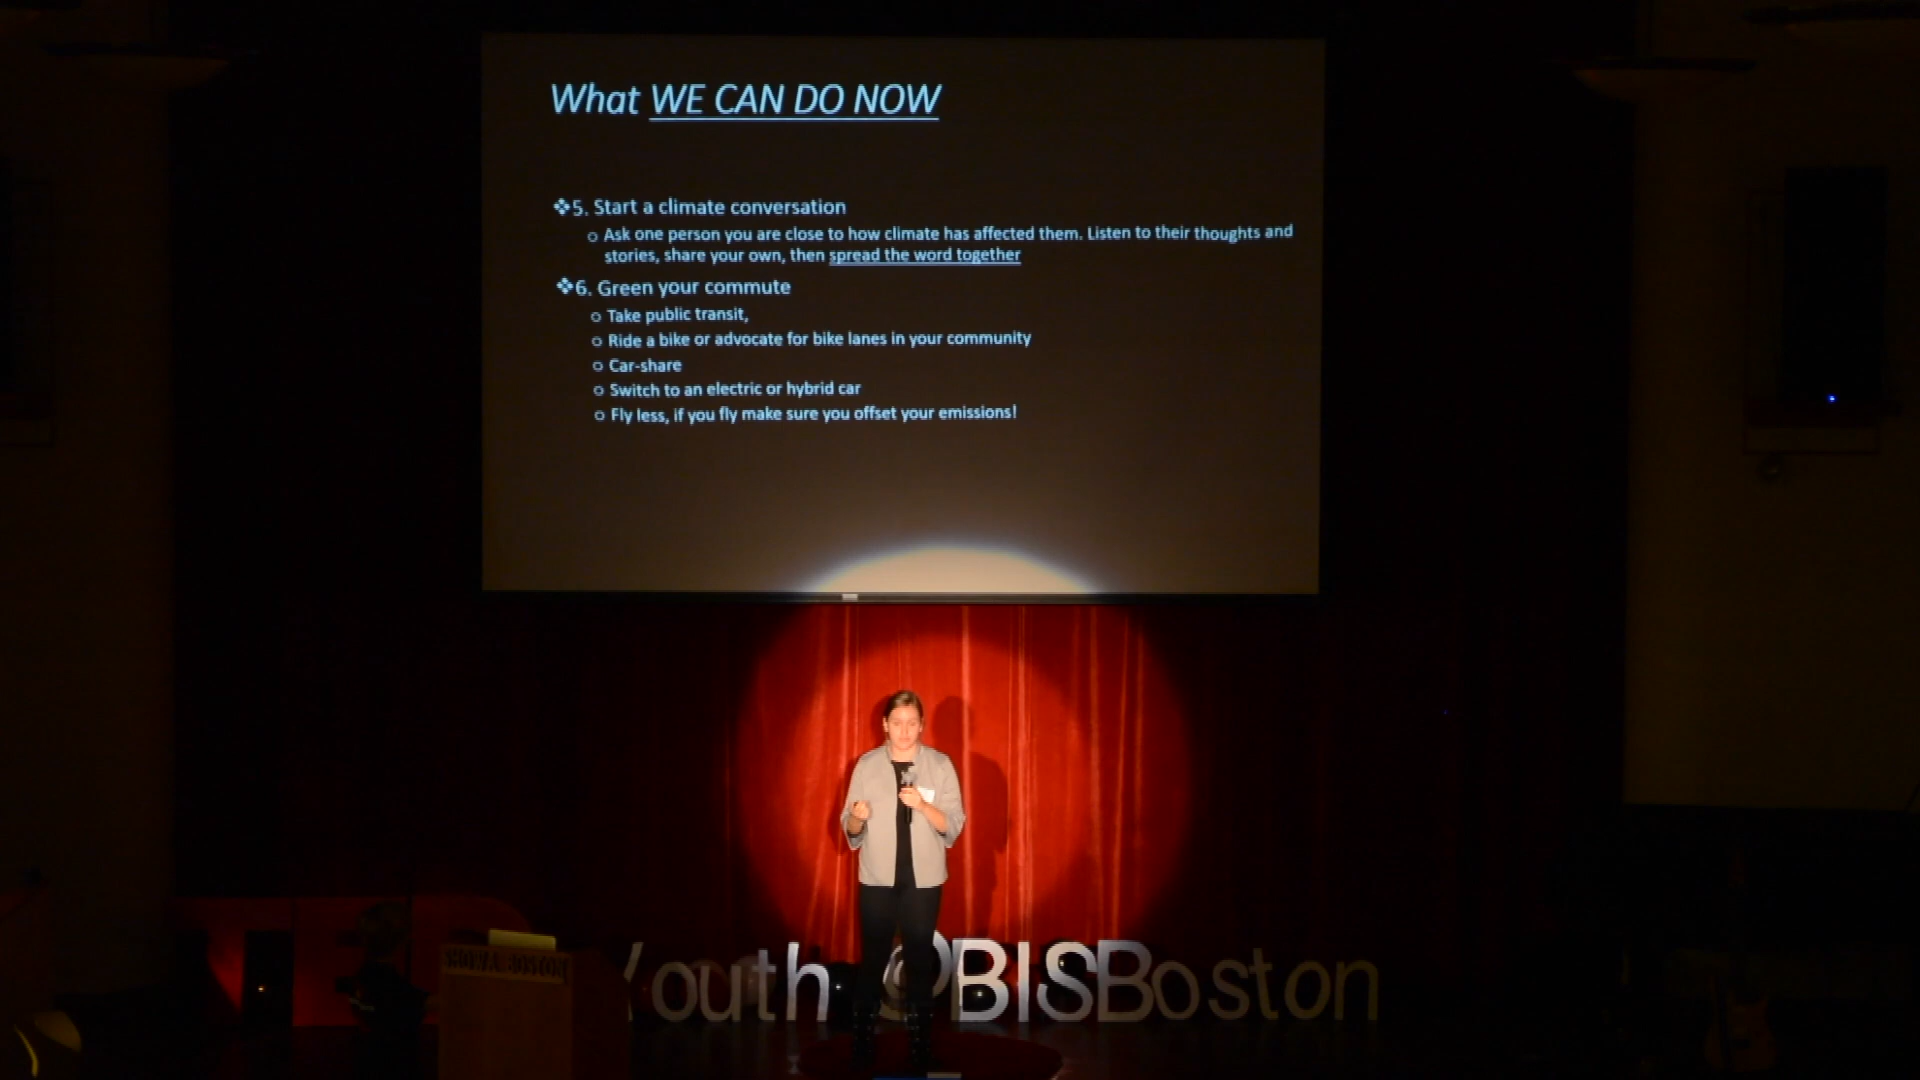 What WE CAN DO NOW
❖5. Start a climate conversation
o Ask one person you are close to how climate has affected them. Listen to their thoughts and
stories, share your own, then spread the word together
❖6. Green your commute
o Take public transit,
o Ride a bike or advocate for bike lanes in your community
o Car-share
o Switch to an electric or hybrid car
o Fly less, if you fly make sure you offset your emissions!
Youth @BISBoston